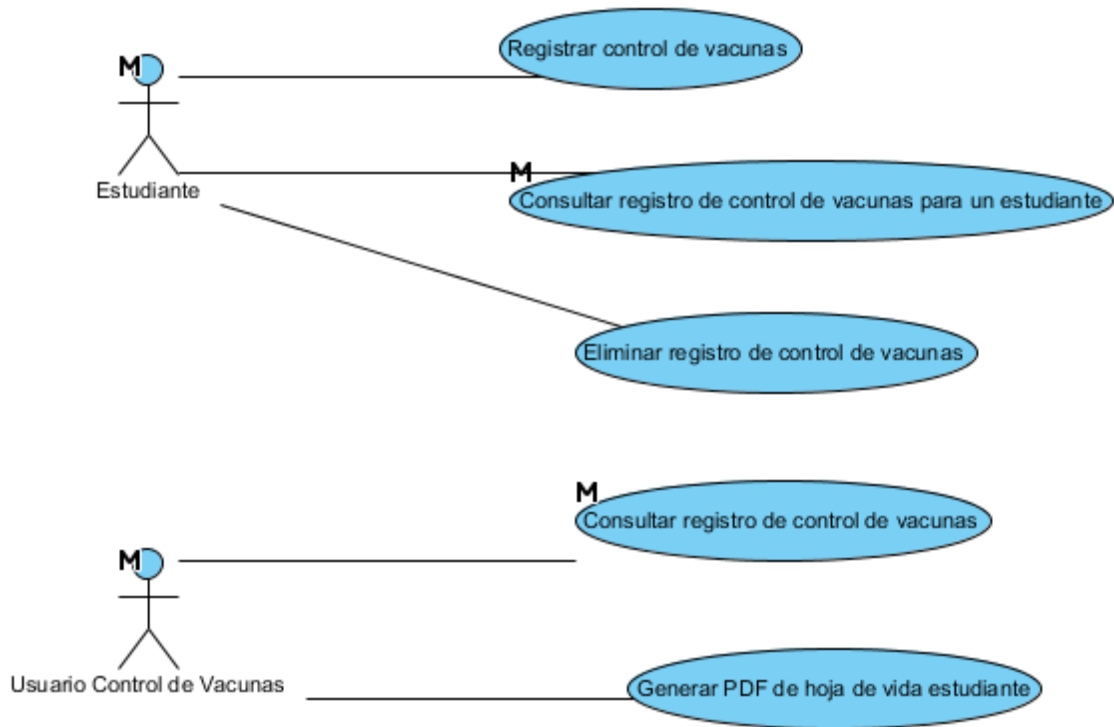 Registrar control de vacunas
M
Estudiante
M
Consultar registro de control de vacunas para un estudiante
Eliminar registro de control de vacunas
M
Consultar registro de control de vacunas
M
Usuario Control de Vacunas
Generar PDF de hoja de vida estudiante